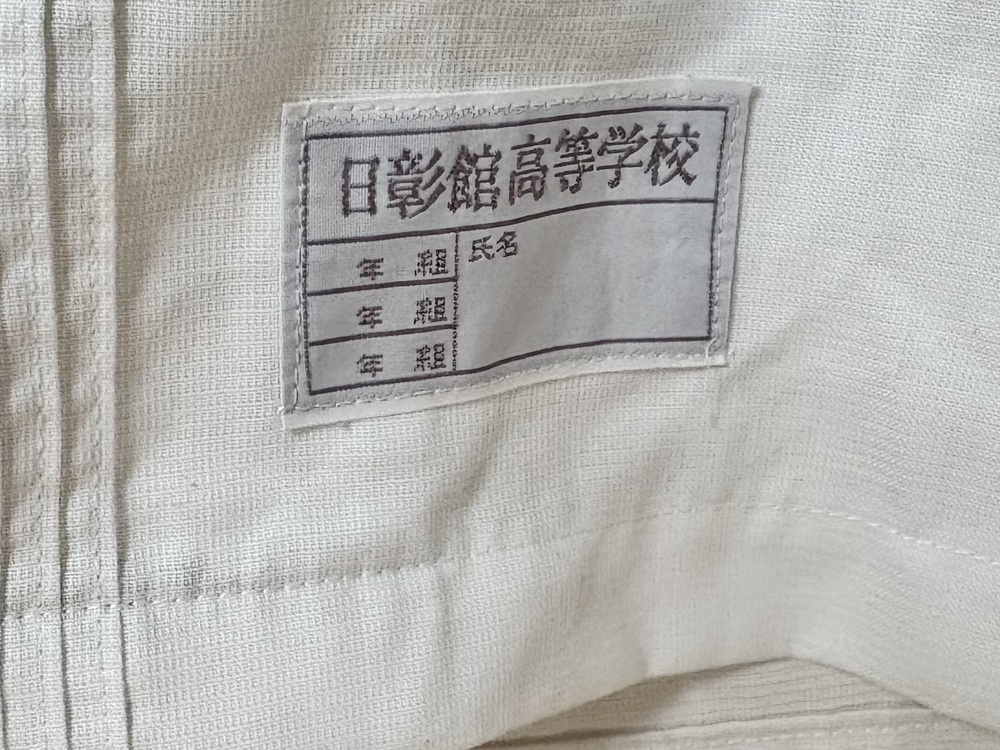 日彰館高等学校
年 組 氏名
年 組
年 組